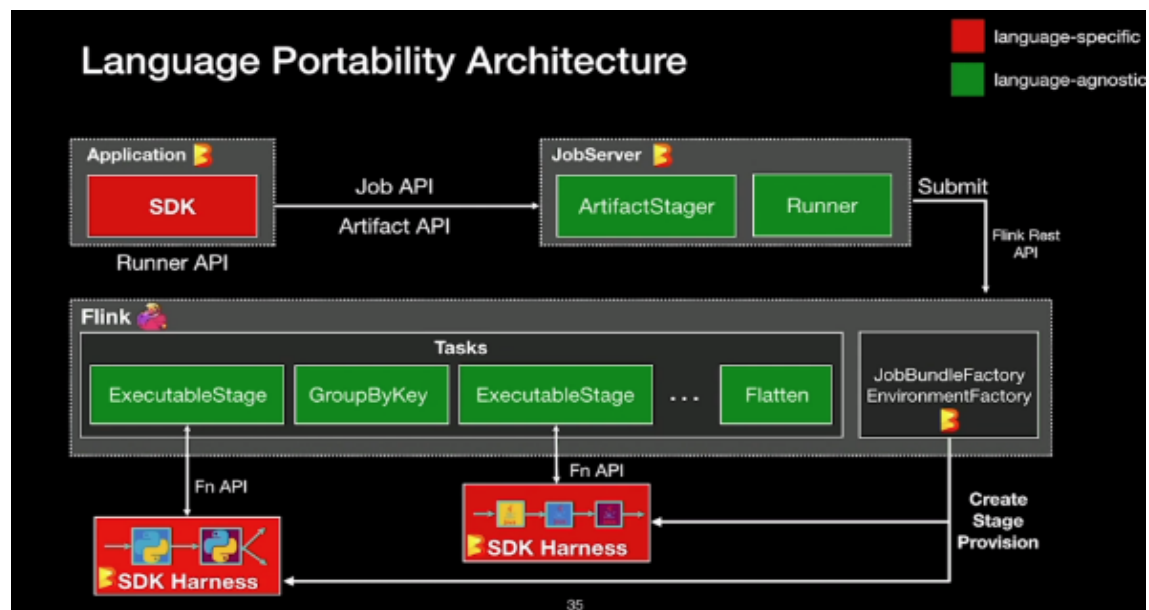 Language Portability Architecture
language-specific
language-agnostic
Application
SDK
Runner API
Job API
Artifact API
JobServer
ArtifactStager
Runner
Submit
Flink Rest
API
Flink
Tasks
ExecutableStage
GroupByKey
ExecutableStage
...
Flatten
JobBundleFactory
EnvironmentFactory
Fn API
Fn API
SDK Harness
SDK Harness
Create
Stage
Provision
35